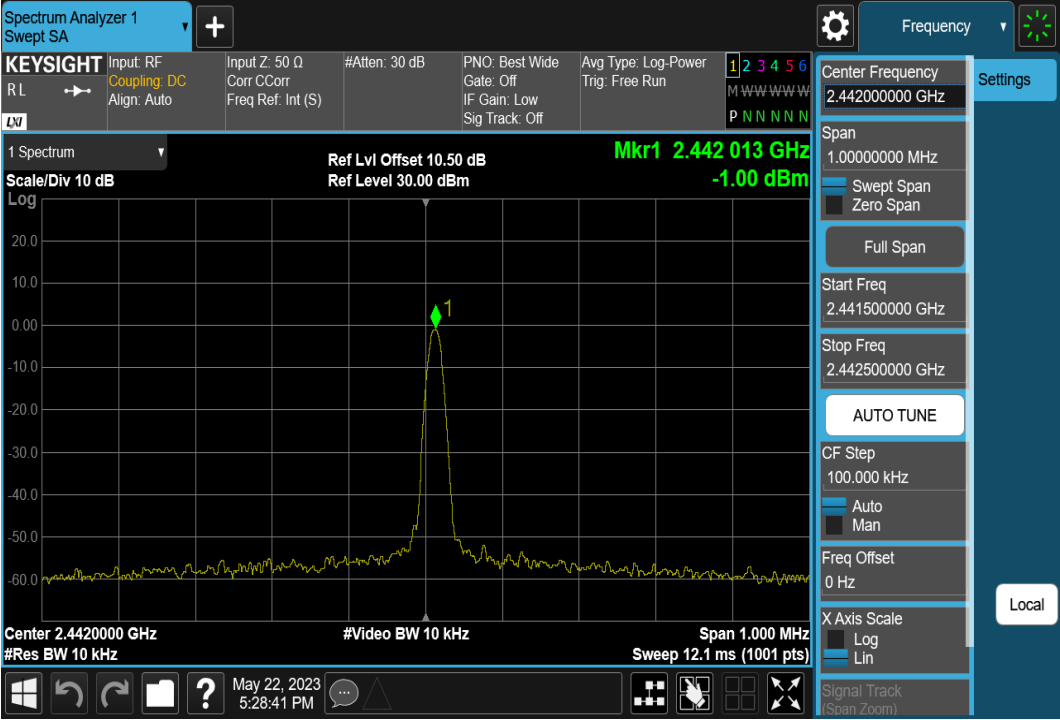 Spectrum Analyzer 1
Swept SA
+
Frequency
KEYSIGHT
RL
LXI
Input: RF
Coupling: DC
Align: Auto
Input Z: 50 Ω
Corr CCorr
Freq Ref: Int (S)
#Atten: 30 dB
PNO: Best Wide
Gate: Off
IF Gain: Low
Sig Track: Off
Avg Type: Log-Power
Trig: Free Run
1 2 3 4 5 6
M W W W W W
P N N N N N
Center Frequency
2.442000000 GHz
Settings
Span
1.00000000 MHz
Swept Span
Zero Span
Full Span
Start Freq
2.441500000 GHz
Stop Freq
2.442500000 GHz
AUTO TUNE
CF Step
100.000 kHz
Auto
Man
Freq Offset
0 Hz
X Axis Scale
Log
Lin
Signal Track
(Span Zoom)
Local
1 Spectrum
Scale/Div 10 dB
Log
Ref Lvl Offset 10.50 dB
Ref Level 30.00 dBm
Mkr1 2.442 013 GHz
-1.00 dBm
1
20.0
10.0
0.00
-10.0
-20.0
-30.0
-40.0
-50.0
-60.0
Center 2.4420000 GHz
#Res BW 10 kHz
#Video BW 10 kHz
Span 1.000 MHz
Sweep 12.1 ms (1001 pts)
?
May 22, 2023
5:28:41 PM